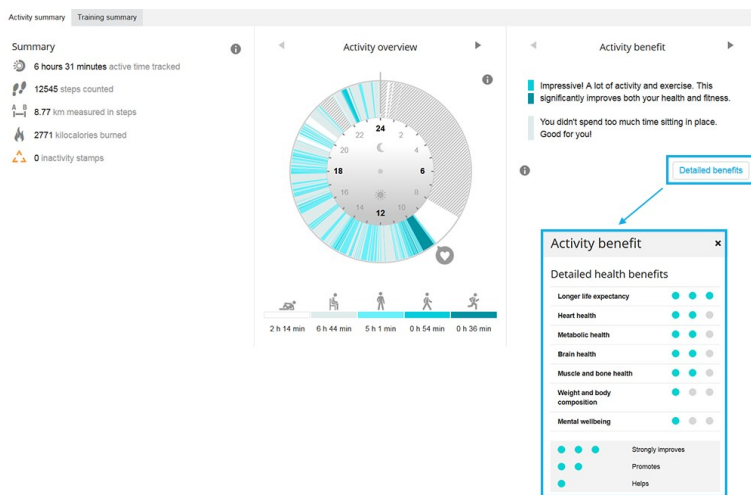 Activity summary
Training summary
Summary
6 hours 31 minutes active time tracked
12545 steps counted
A B
8.77 km measured in steps
2771 kilocalories burned
0 inactivity stamps
Activity overview
24
2
4
6
8
10
12
14
16
18
20
22
2 h 14 min
6 h 44 min
5 h 1 min
0 h 54 min
0 h 36 min
Activity benefit
Impressive! A lot of activity and exercise. This
significantly improves both your health and fitness.
You didn't spend too much time sitting in place.
Good for you!
Detailed benefits
Activity benefit
×
Detailed health benefits
Longer life expectancy
Heart health
Metabolic health
Brain health
Muscle and bone health
Weight and body
composition
Mental wellbeing
Strongly improves
Promotes
Helps